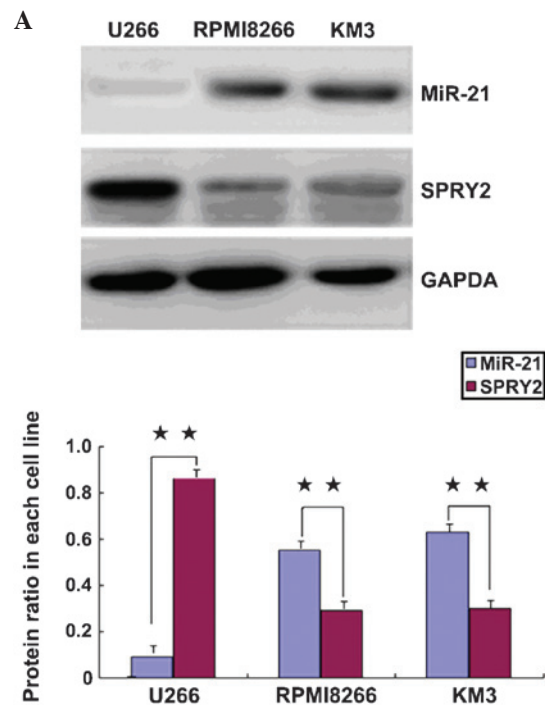 A
U266 RPMI8266 KM3
MiR-21
SPRY2
GAPDA
MiR-21
SPRY2
Protein ratio in each cell line
★ ★
★ ★
★ ★
1.0
0.8
0.6
0.4
0.2
0
U266 RPMI8266 KM3